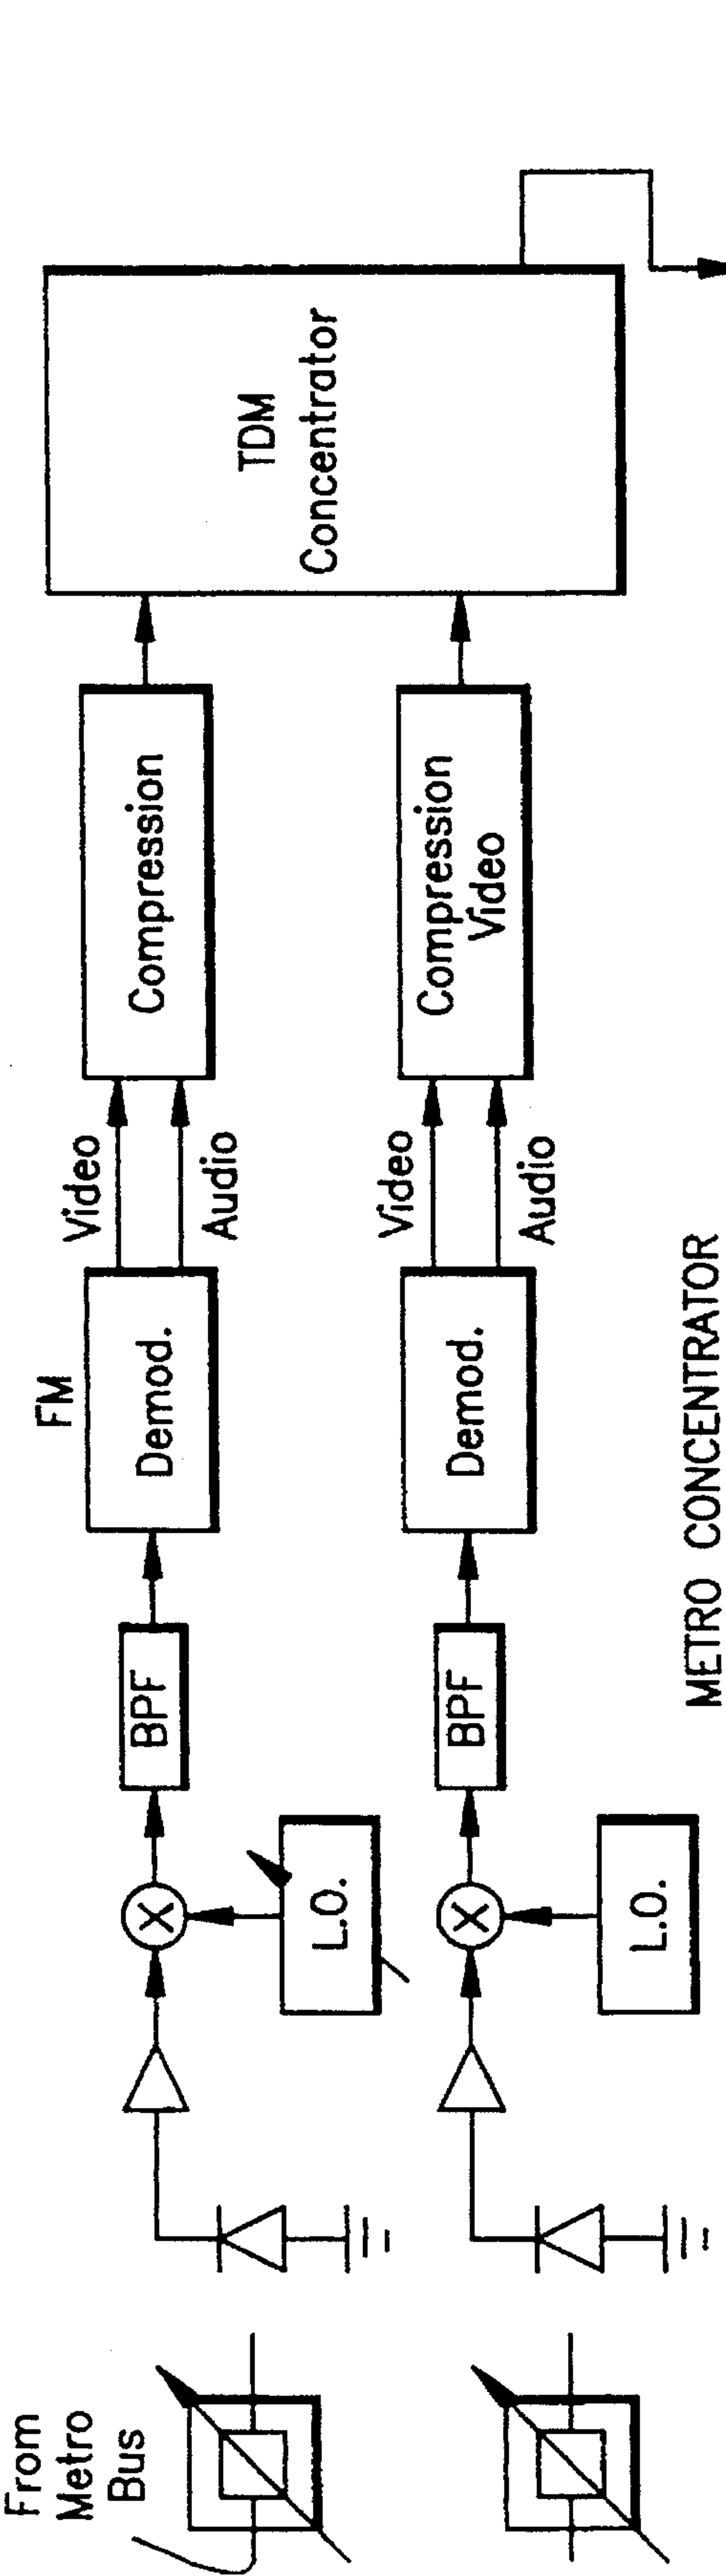 From
Metro
Bus
L.O.
X
BPF
FM
Demod.
Video
Audio
Compression
TDM
Concentrator
L.O.
X
BPF
Demod.
Video
Audio
Compression
Video
METRO CONCENTRATOR